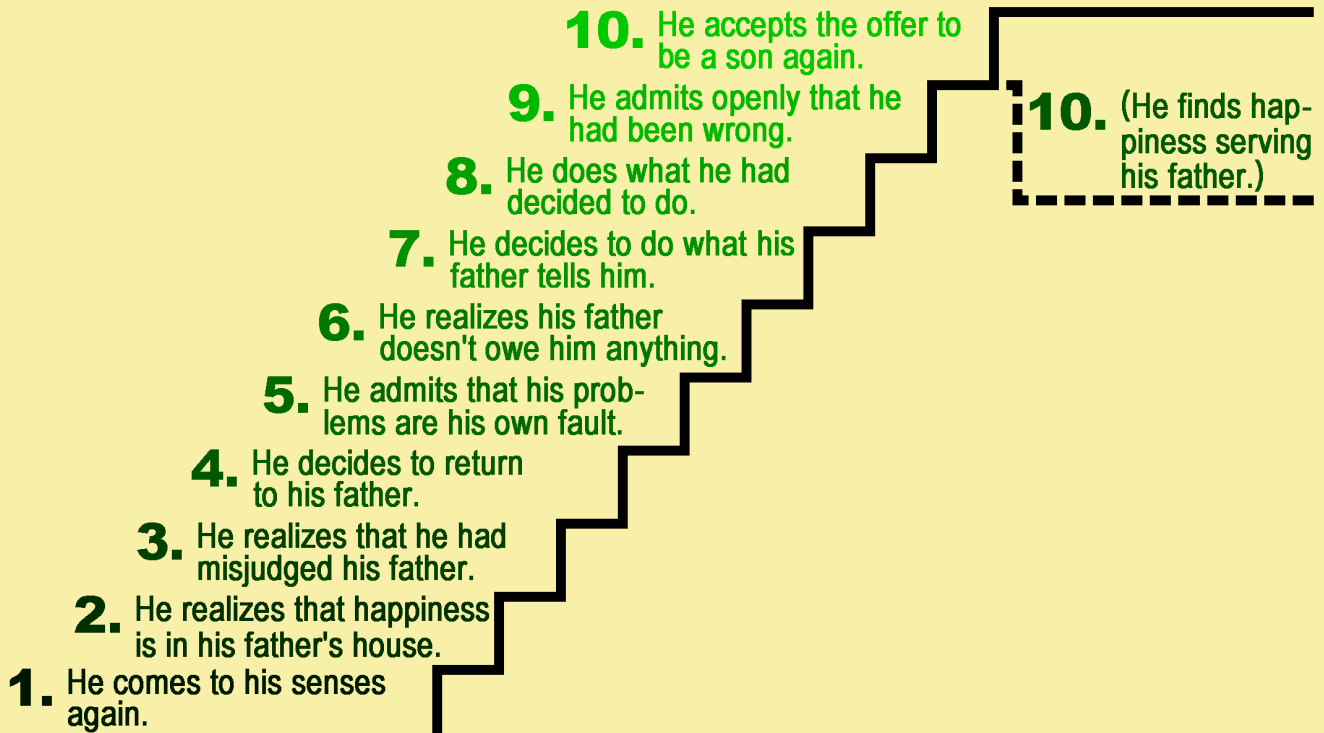 10. He accepts the offer to
be a son again.
9. He admits openly that he
had been wrong.
10. (He finds hap-
piness serving
his father.)
8. He does what he had
decided to do.
7. He decides to do what his
father tells him.
6. He realizes his father
doesn't owe him anything.
5. He admits that his prob-
lems are his own fault.
4. He decides to return
to his father.
3. He realizes that he had
misjudged his father.
2. He realizes that happiness
is in his father's house.
1. He comes to his senses
again.